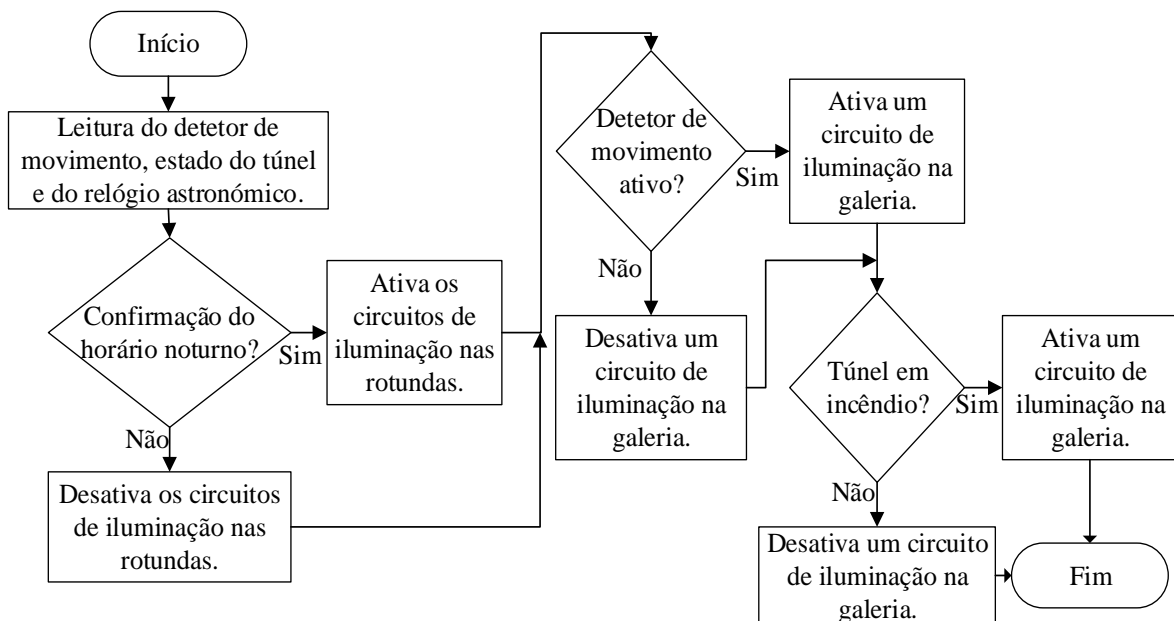 Início
Leitura do detetor de
movimento, estado do túnel
e do relógio astronómico.
Confirmação do
horário noturno?
Sim
Ativa os
circuitos de
iluminação nas
rotundas.
Não
Desativa os circuitos
de iluminação nas
rotundas.
Detetor de
movimento
ativo?
Sim
Ativa um
circuito de
iluminação na
galeria.
Não
Desativa um
circuito de
iluminação na
galeria.
Túnel em
incêndio?
Sim
Ativa um
circuito de
iluminação na
galeria.
Não
Desativa um circuito
de iluminação na
galeria.
Fim